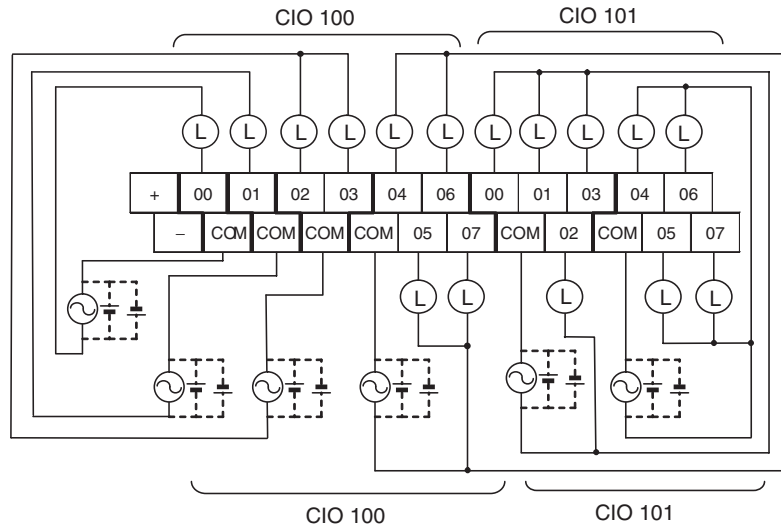 CIO 100 CIO 101
L L L L L L L L L L L
+ 00 01 02 03 04 06 00 01 03 04 06
− COM COM COM COM 05 07 COM 02 COM 05 07
L L L L L
CIO 100 CIO 101